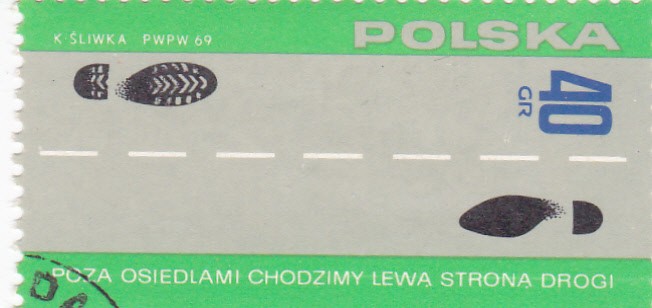 K ŚLIWKA PWPW 69
POLSKA
40
GR
POZA OSIEDLAMI CHODZIMY LEWĄ STRONĄ DROGI